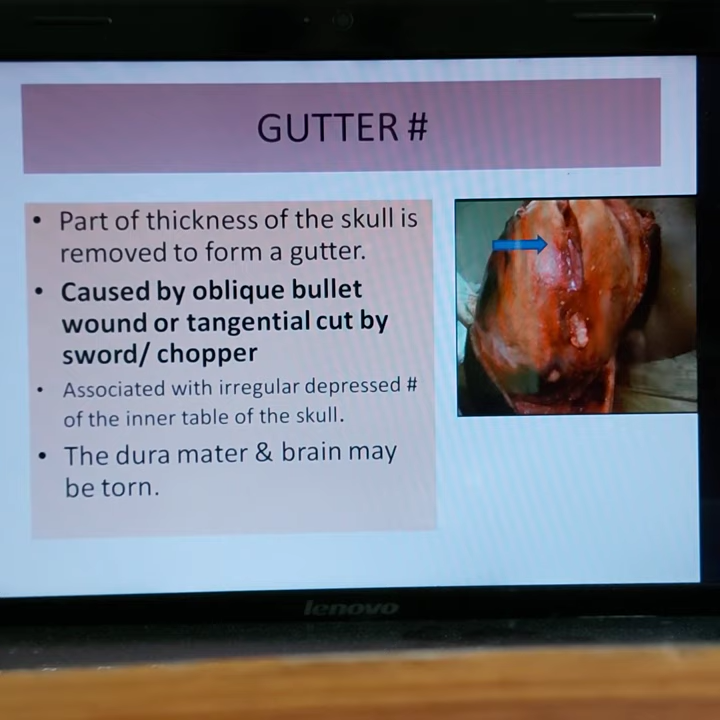 GUTTER #
• Part of thickness of the skull is
removed to form a gutter.
• Caused by oblique bullet
wound or tangential cut by
sword/ chopper
• Associated with irregular depressed #
of the inner table of the skull.
• The dura mater & brain may
be torn.
lenovo